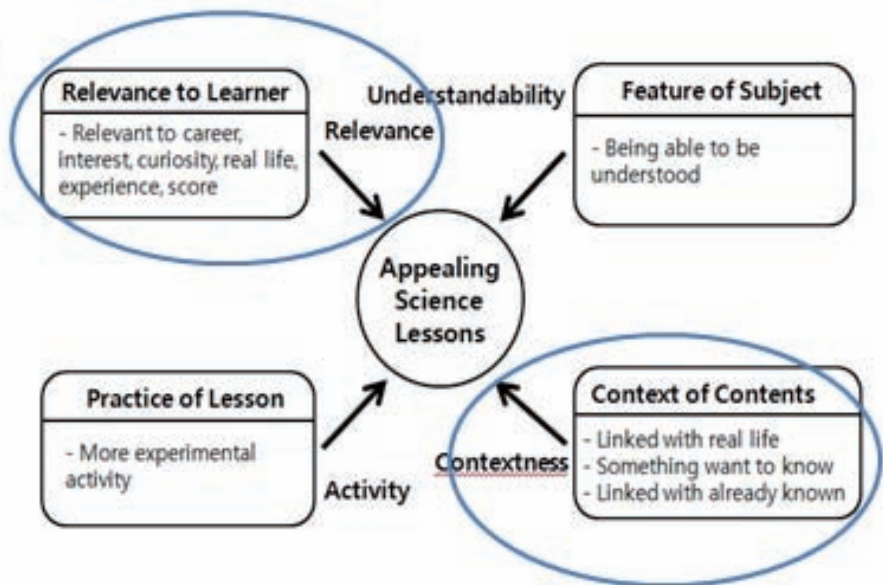 Relevance to Learner
- Relevant to career,
interest, curiosity, real life,
experience, score
Relevance
Understandability
Feature of Subject
- Being able to be
understood
Appealing
Science
Lessons
Practice of Lesson
- More experimental
activity
Activity
Contextness
Context of Contents
- Linked with real life
- Something want to know
- Linked with already known